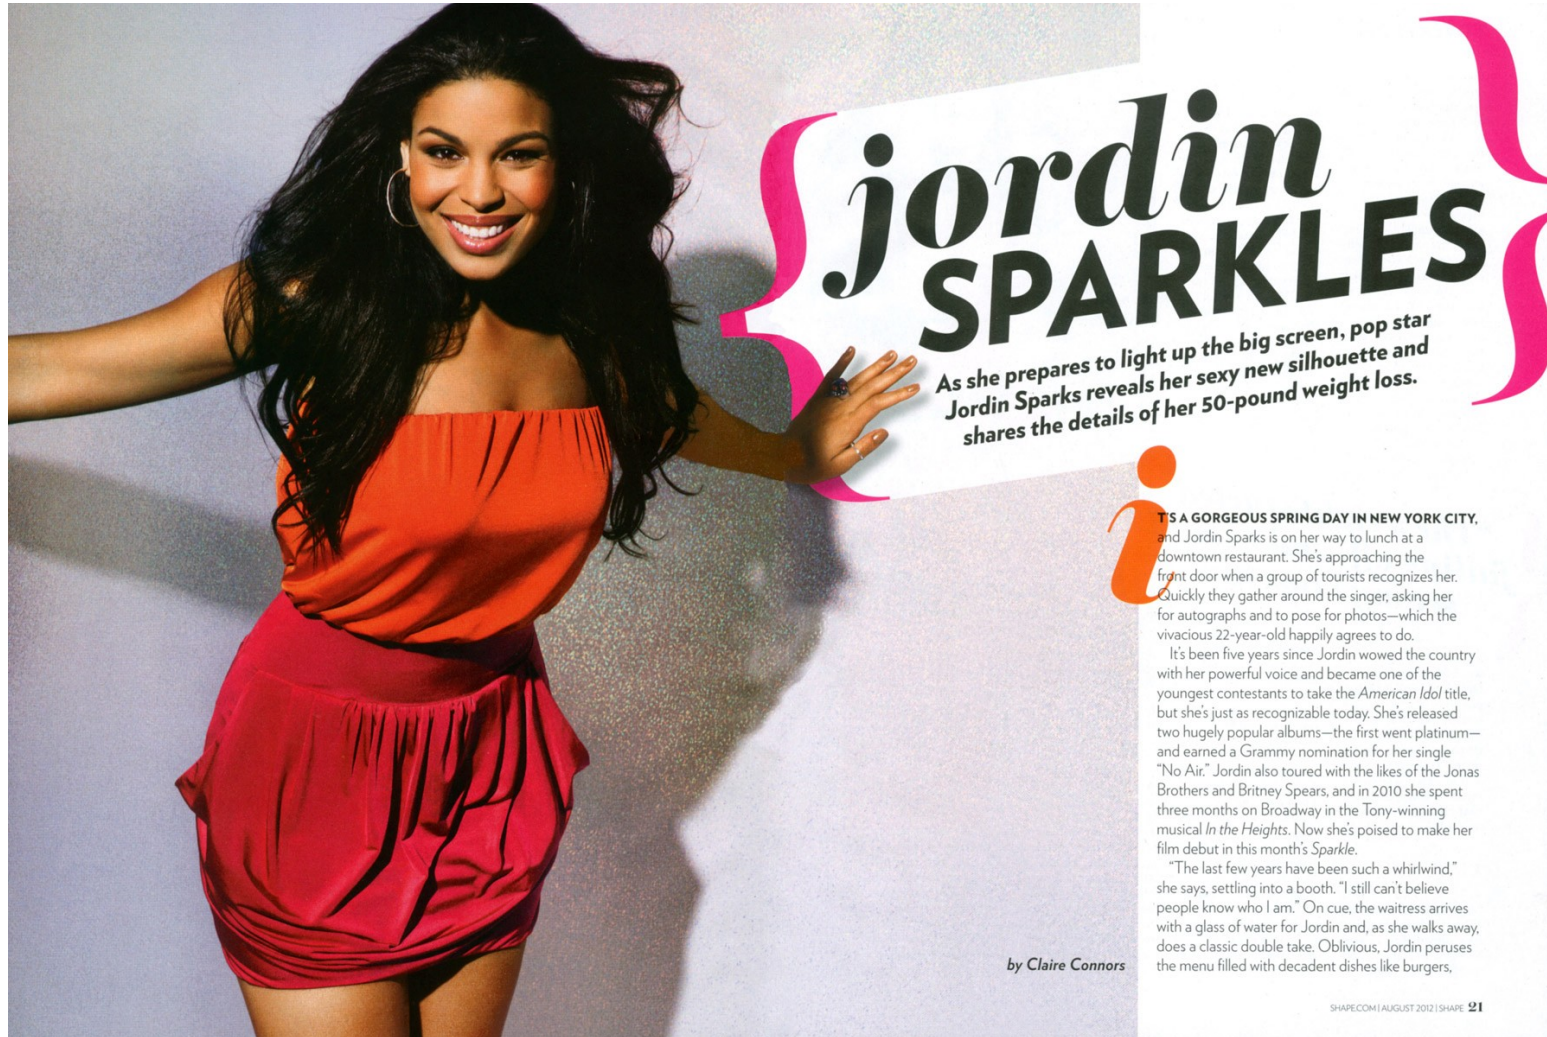 jordin
SPARKLES
As she prepares to light up the big screen, pop star
Jordin Sparks reveals her sexy new silhouette and
shares the details of her 50-pound weight loss.
iT'S A GORGEOUS SPRING DAY IN NEW YORK CITY,
and Jordin Sparks is on her way to lunch at a
downtown restaurant. She's approaching the
front door when a group of tourists recognizes her.
Quickly they gather around the singer, asking her
for autographs and to pose for photos—which the
vivacious 22-year-old happily agrees to do.
It's been five years since Jordin wowed the country
with her powerful voice and became one of the
youngest contestants to take the American Idol title,
but she's just as recognizable today. She's released
two hugely popular albums—the first went platinum—
and earned a Grammy nomination for her single
"No Air." Jordin also toured with the likes of the Jonas
Brothers and Britney Spears, and in 2010 she spent
three months on Broadway in the Tony-winning
musical In the Heights. Now she's poised to make her
film debut in this month's Sparkle.
"The last few years have been such a whirlwind,"
she says, settling into a booth. "I still can't believe
people know who I am." On cue, the waitress arrives
with a glass of water for Jordin and, as she walks away,
does a classic double take. Oblivious, Jordin peruses
the menu filled with decadent dishes like burgers,
by Claire Connors
SHAPE.COM | AUGUST 2012 | SHAPE 21